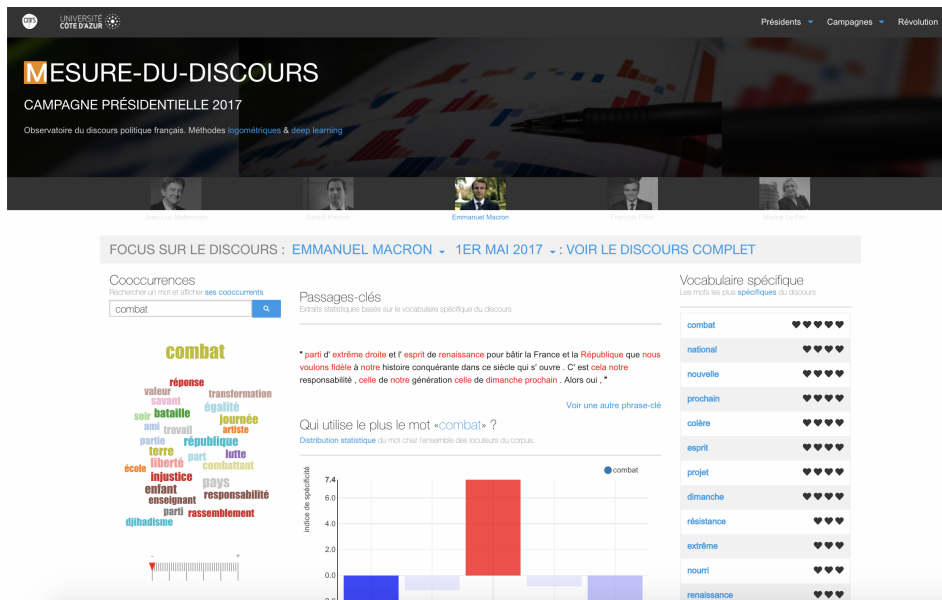 cnrs
UNIVERSITÉ
CÔTE D'AZUR
Présidents
Campagnes
Révolution
MESURE-DU-DISCOURS
CAMPAGNE PRÉSIDENTIELLE 2017
Observatoire du discours politique français. Méthodes logométriques & deep learning
Jean-Luc Mélenchon
Benoît Hamon
Emmanuel Macron
François Fillon
Marine Le Pen
FOCUS SUR LE DISCOURS : EMMANUEL MACRON 1ER MAI 2017 : VOIR LE DISCOURS COMPLET
Cooccurrences
Rechercher un mot et afficher ses cooccurrents
combat
combat
réponse
valeur
transformation
savant
égalité
soir
bataille
journée
ami
travail
artiste
partie
république
terre
part
lutte
école
liberté
combattant
injustice
pays
enfant
responsabilité
enseignant
parti
rassemblement
djihadisme
-
+
Passages-clés
Extraits statistiques basés sur le vocabulaire spécifique du discours
" parti d' extrême droite et l' esprit de renaissance pour bâtir la France et la République que nous
voulons fidèle à notre histoire conquérante dans ce siècle qui s' ouvre . C' est cela notre
responsabilité , celle de notre génération celle de dimanche prochain . Alors oui , "
Voir une autre phrase-clé
Qui utilise le plus le mot «combat» ?
Distribution statistique du mot chez l'ensemble des locuteurs du corpus.
combat
indice de spécificité
7.4
6.0
4.0
2.0
0.0
Vocabulaire spécifique
Les mots les plus spécifiques du discours
combat
national
nouvelle
prochain
colère
esprit
projet
dimanche
résistance
extrême
nourri
renaissance